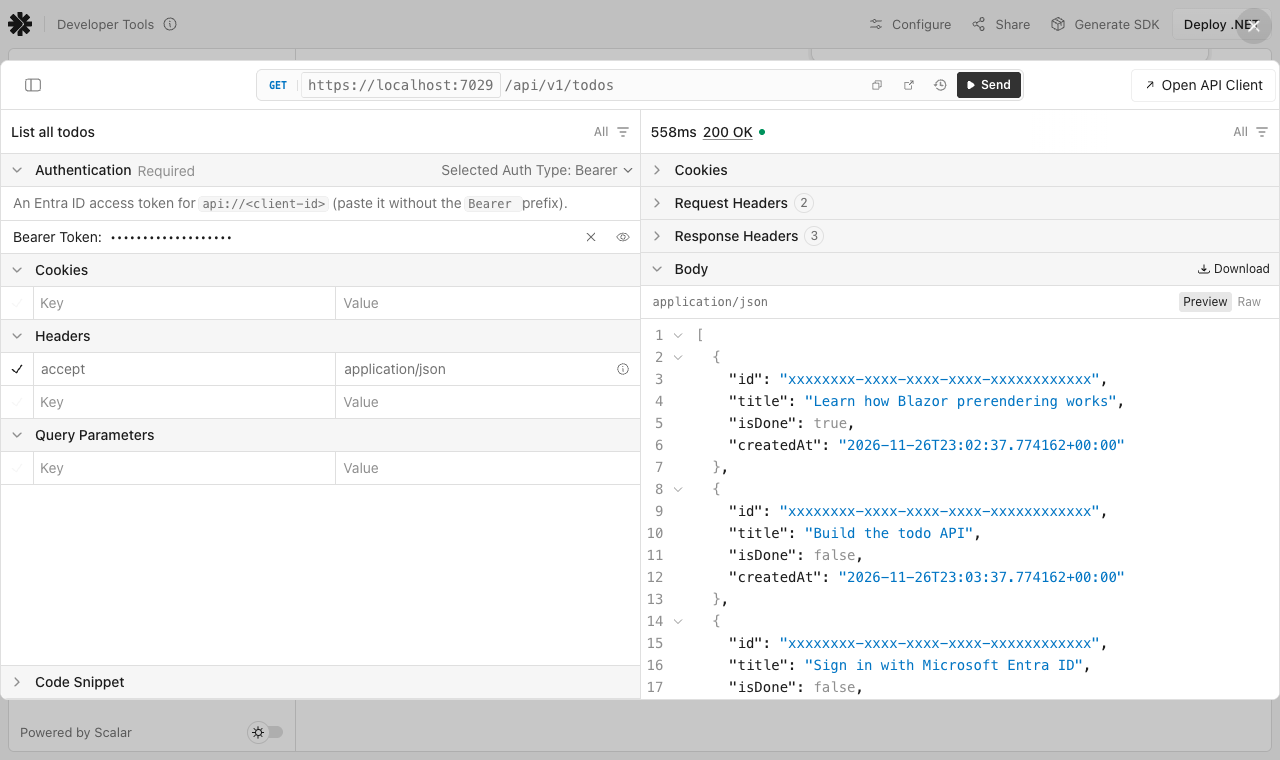 Developer Tools
Configure
Share
Generate SDK
Deploy .NET
GET
https://localhost:7029
/api/v1/todos
Send
Open API Client
List all todos
All
Authentication Required
Selected Auth Type: Bearer
An Entra ID access token for api://<client-id> (paste it without the Bearer prefix).
Bearer Token: •••••••••••••••••••
Cookies
Key
Value
Headers
accept
application/json
Key
Value
Query Parameters
Key
Value
Code Snippet
558ms 200 OK
All
Cookies
Request Headers 2
Response Headers 3
Body
Download
application/json
Preview
Raw
1 [
2 {
3 "id": "xxxxxxxx-xxxx-xxxx-xxxx-xxxxxxxxxxxx",
4 "title": "Learn how Blazor prerendering works",
5 "isDone": true,
6 "createdAt": "2026-11-26T23:02:37.774162+00:00"
7 },
8 {
9 "id": "xxxxxxxx-xxxx-xxxx-xxxx-xxxxxxxxxxxx",
10 "title": "Build the todo API",
11 "isDone": false,
12 "createdAt": "2026-11-26T23:03:37.774162+00:00"
13 },
14 {
15 "id": "xxxxxxxx-xxxx-xxxx-xxxx-xxxxxxxxxxxx",
16 "title": "Sign in with Microsoft Entra ID",
17 "isDone": false,
Powered by Scalar